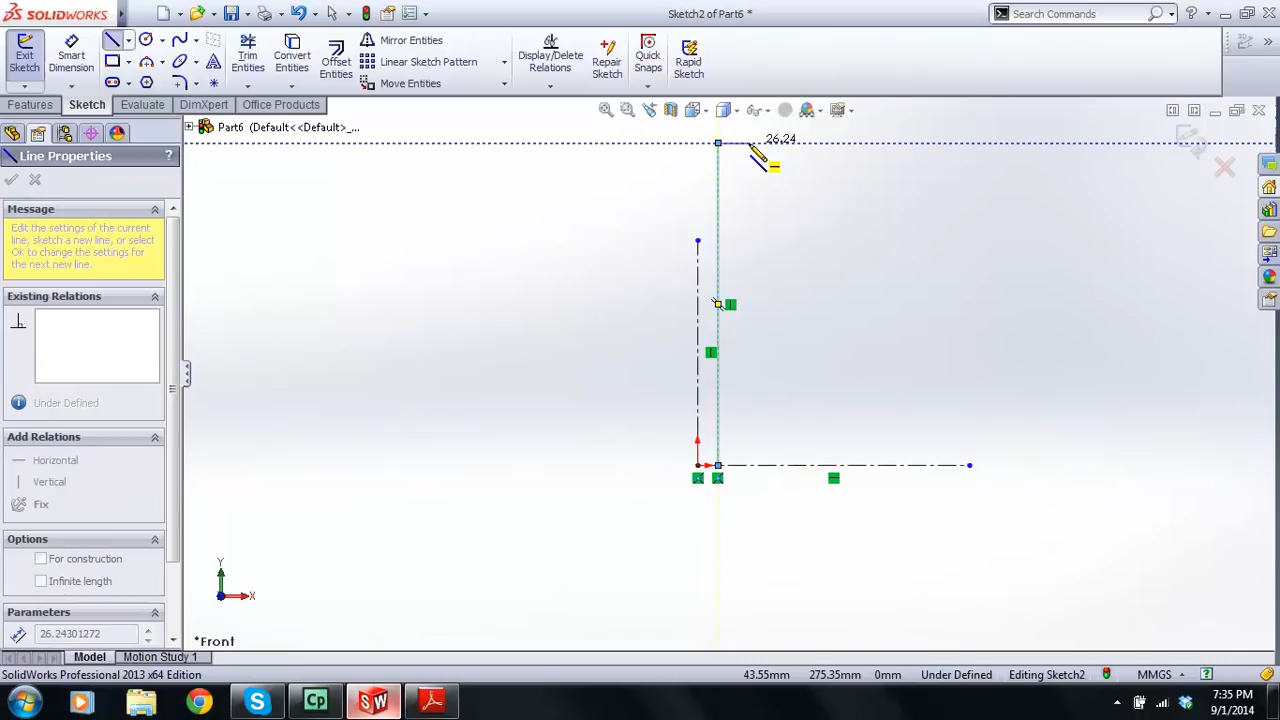 SOLIDWORKS
Sketch2 of Part6 *
Search Commands
Exit Sketch
Smart Dimension
Trim Entities
Convert Entities
Offset Entities
Mirror Entities
Linear Sketch Pattern
Move Entities
Display/Delete Relations
Repair Sketch
Quick Snaps
Rapid Sketch
Features
Sketch
Evaluate
DimXpert
Office Products
Part6 (Default<<Default>_...
Line Properties
?
Message
Edit the settings of the current
line, sketch a new line, or select
OK to change the settings for
the next new line.
Existing Relations
Under Defined
Add Relations
Horizontal
Vertical
Fix
Options
For construction
Infinite length
Parameters
26.24301272
26.24
Y
X
*Front
Model
Motion Study 1
SolidWorks Professional 2013 x64 Edition
43.55mm
275.35mm
0mm
Under Defined
Editing Sketch2
MMGS
?
Cp
SW
7:35 PM
9/1/2014